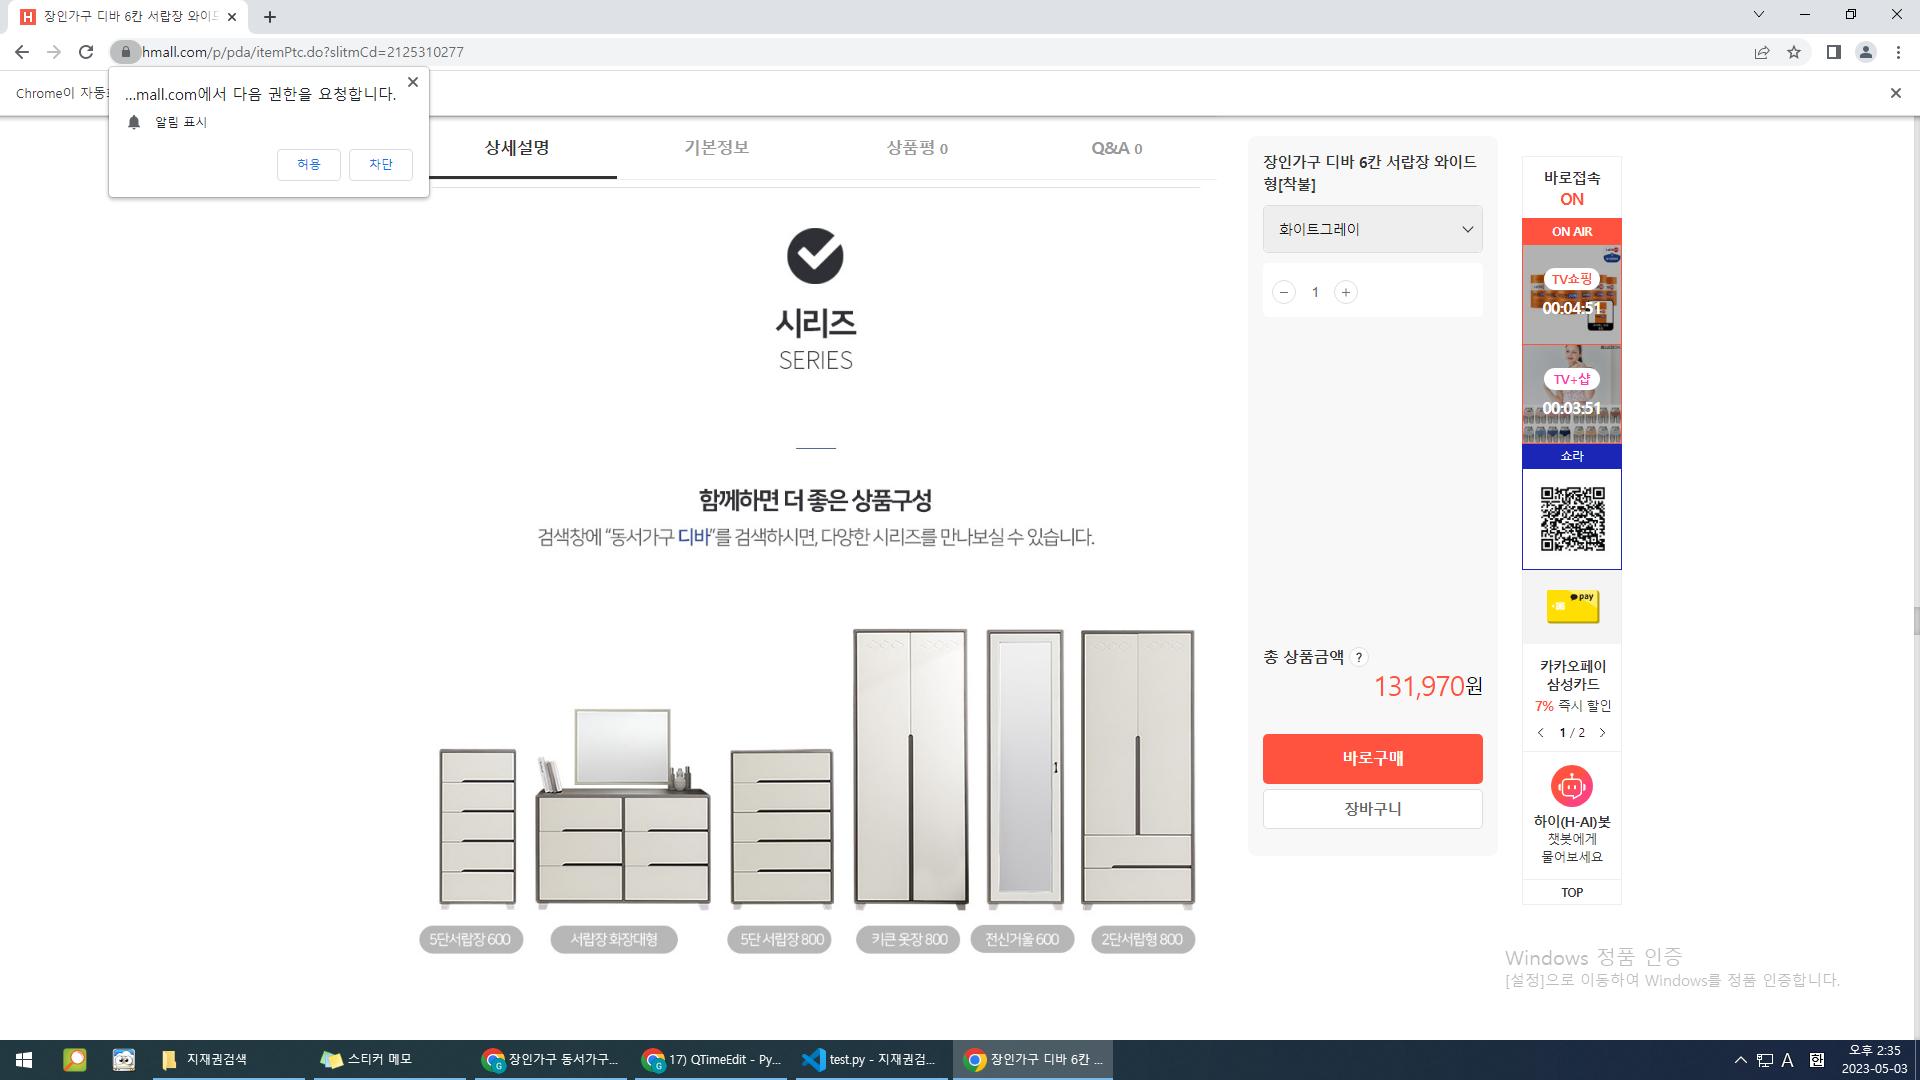 장인가구 디바 6칸 서랍장 와이드
hmall.com/p/pda/itemPtc.do?slitmCd=2125310277
Chrome이 자동
...mall.com에서 다음 권한을 요청합니다.
알림 표시
허용
차단
상세설명
기본정보
상품평 0
Q&A 0
시리즈
SERIES
함께하면 더 좋은 상품구성
검색창에 “동서가구 디바”를 검색하시면, 다양한 시리즈를 만나보실 수 있습니다.
5단서랍장 600
서랍장 화장대형
5단 서랍장 800
키큰 옷장 800
전신거울 600
2단서랍형 800
장인가구 디바 6칸 서랍장 와이드
형[착불]
화이트그레이
1
총 상품금액 ?
131,970원
바로구매
장바구니
바로접속
ON
ON AIR
TV쇼핑
00:04:51
TV+샵
00:03:51
쇼라
pay
카카오페이
삼성카드
7% 즉시 할인
1 / 2
하이(H-AI)봇
챗봇에게
물어보세요
TOP
Windows 정품 인증
[설정]으로 이동하여 Windows를 정품 인증합니다.
지재권검색
스티커 메모
장인가구 동서가구...
17) QTimeEdit - Py...
test.py - 지재권검...
장인가구 디바 6칸 ...
A
한
오후 2:35
2023-05-03